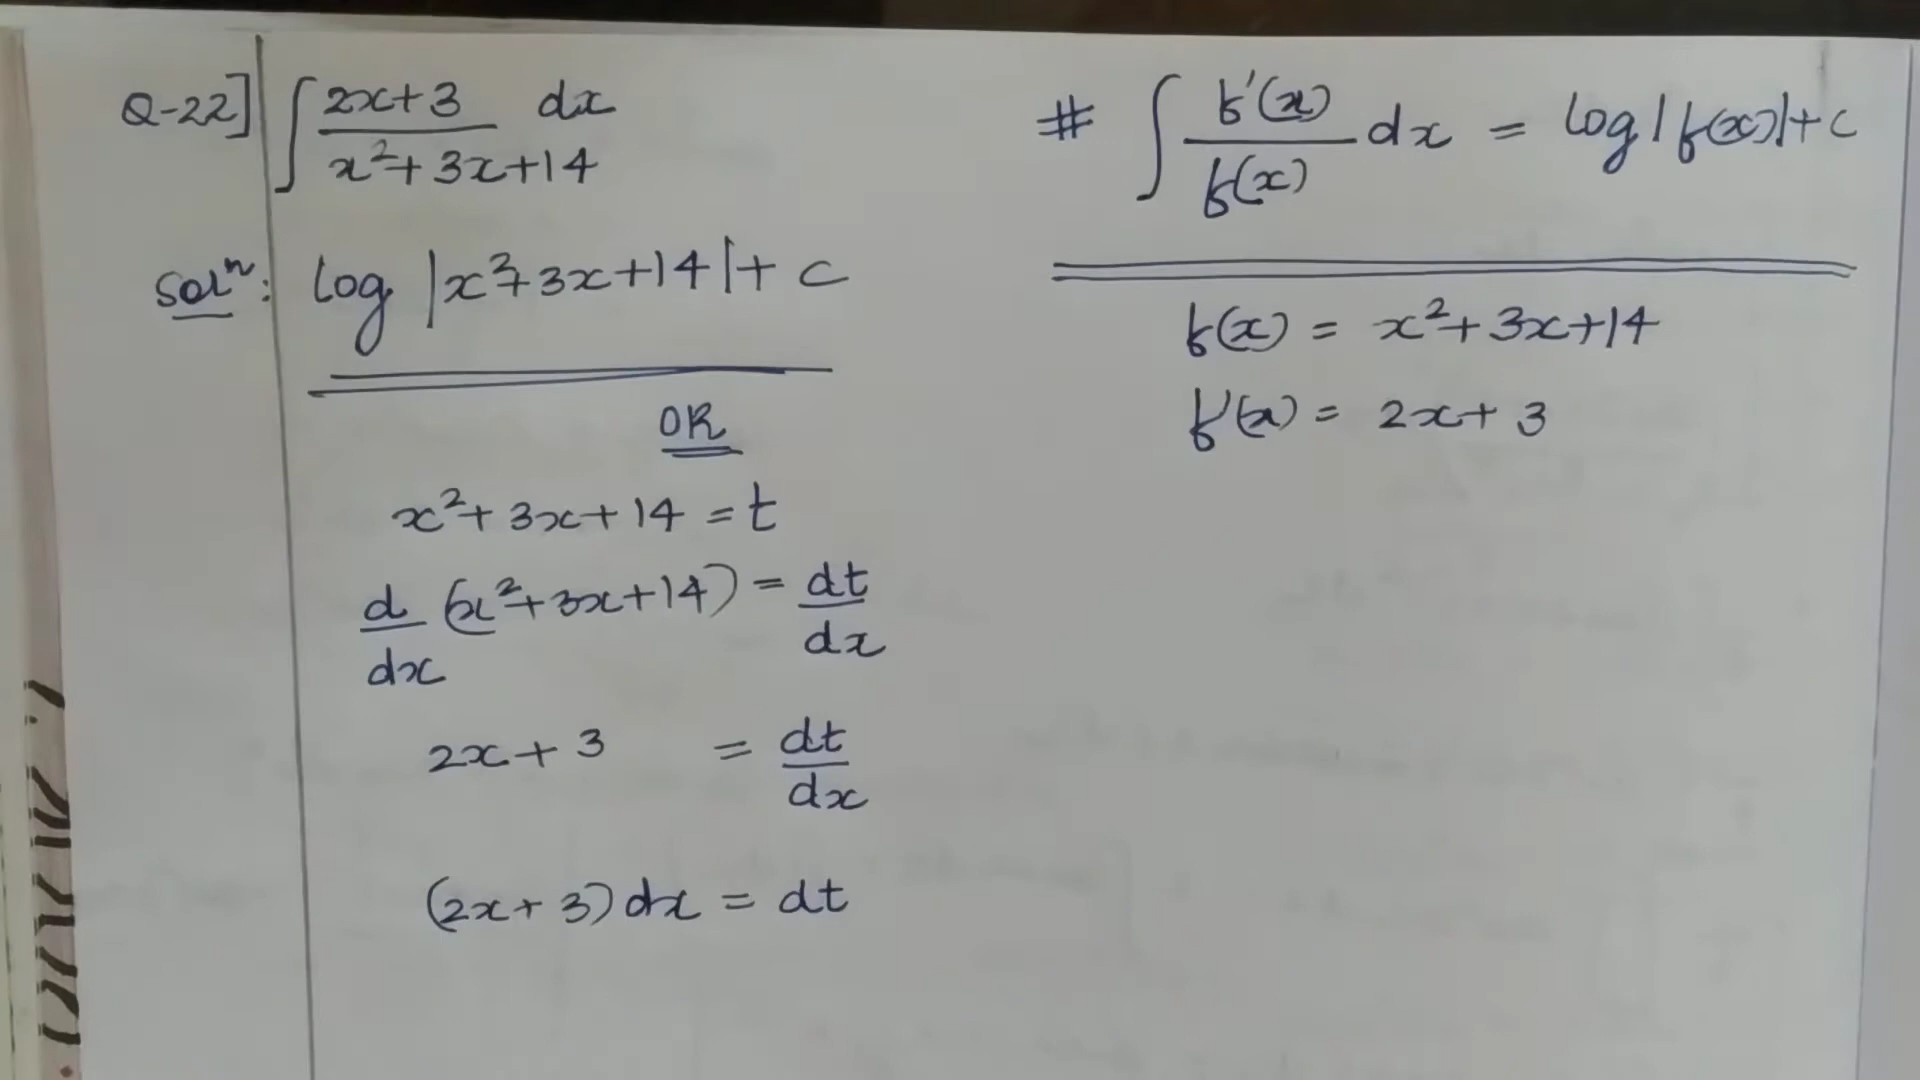 Q-22] ∫ (2x+3)/(x²+3x+14) dx
Solⁿ: log |x²+3x+14|+ c
OR
x²+3x+14 = t
d/dx (x²+3x+14) = dt/dx
2x+3 = dt/dx
(2x+3)dx = dt
# ∫ f'(x)/f(x) dx = log|f(x)|+c
f(x) = x²+3x+14
f'(x) = 2x+3